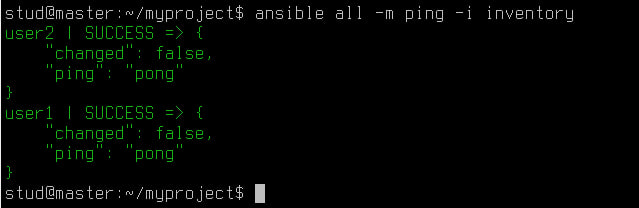 stud@master:~/myproject$ ansible all -m ping -i inventory
user2 | SUCCESS => {
    "changed": false,
    "ping": "pong"
}
user1 | SUCCESS => {
    "changed": false,
    "ping": "pong"
}
stud@master:~/myproject$